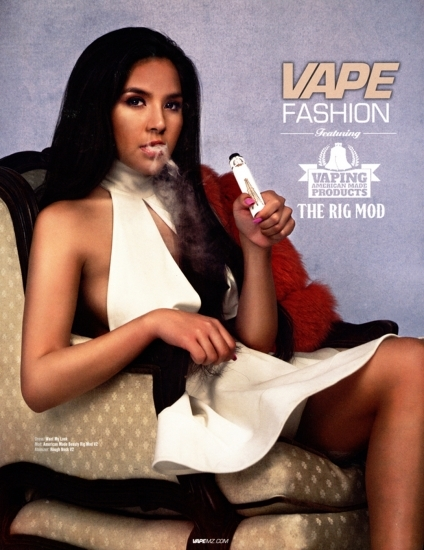 VAPE
FASHION
Featuring
VAPING
AMERICAN MADE
PRODUCTS
THE RIG MOD
VAPEMZ.COM